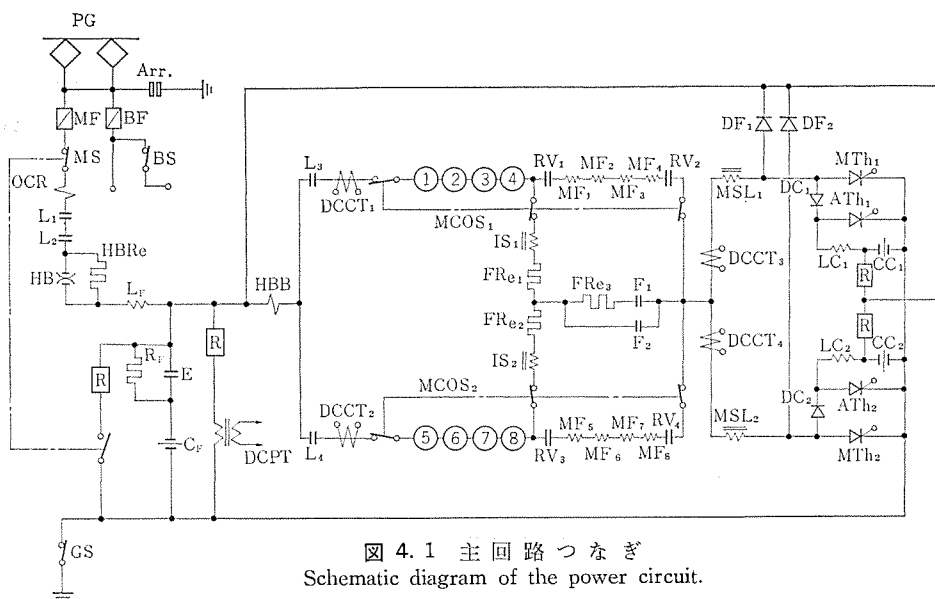 PG
Arr.
MF
BF
MS
BS
OCR
L₁
L₂
HBRe
HB
L_F
HBB
R
R_F
E
R
C_F
DCPT
GS
L₃
DCCT₁
① ② ③ ④
RV₁
MF₁
MF₂
MF₃
MF₄
RV₂
MCOS₁
IS₁
FRe₁
FRe₂
FRe₃
F₁
F₂
IS₂
MCOS₂
DCCT₂
L₄
⑤ ⑥ ⑦ ⑧
RV₃
MF₅
MF₆
MF₇
MF₈
RV₄
DF₁
DF₂
MSL₁
DC₁
MTh₁
ATh₁
LC₁
CC₁
R
DCCT₃
DCCT₄
R
LC₂
CC₂
DC₂
ATh₂
MSL₂
MTh₂
図 4.1 主回路つなぎ
Schematic diagram of the power circuit.